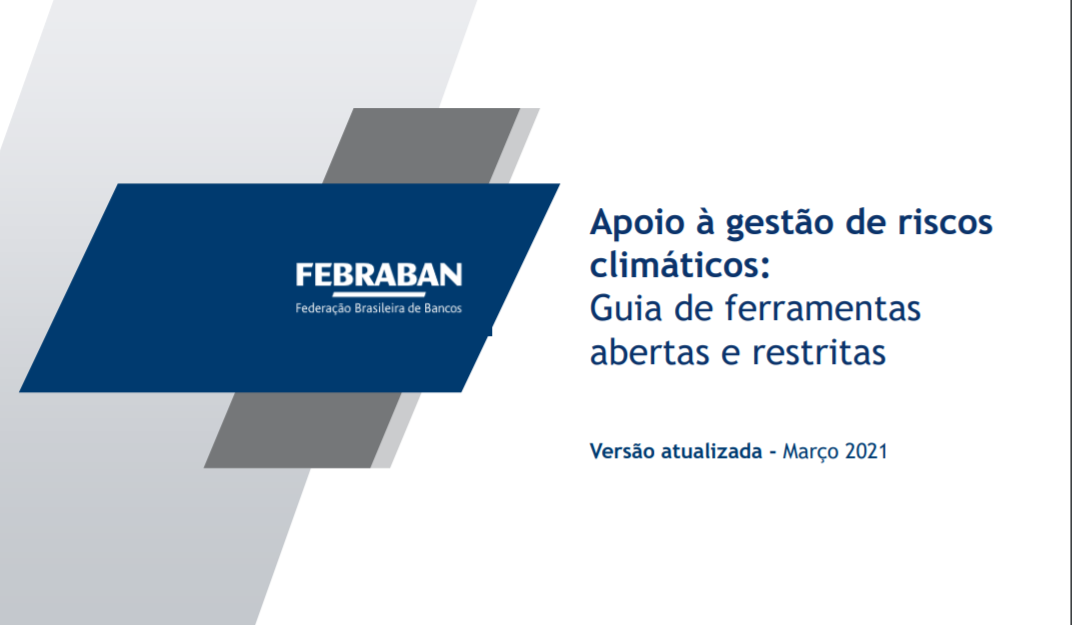 FEBRABAN
Federação Brasileira de Bancos
Apoio à gestão de riscos
climáticos:
Guia de ferramentas
abertas e restritas
Versão atualizada - Março 2021